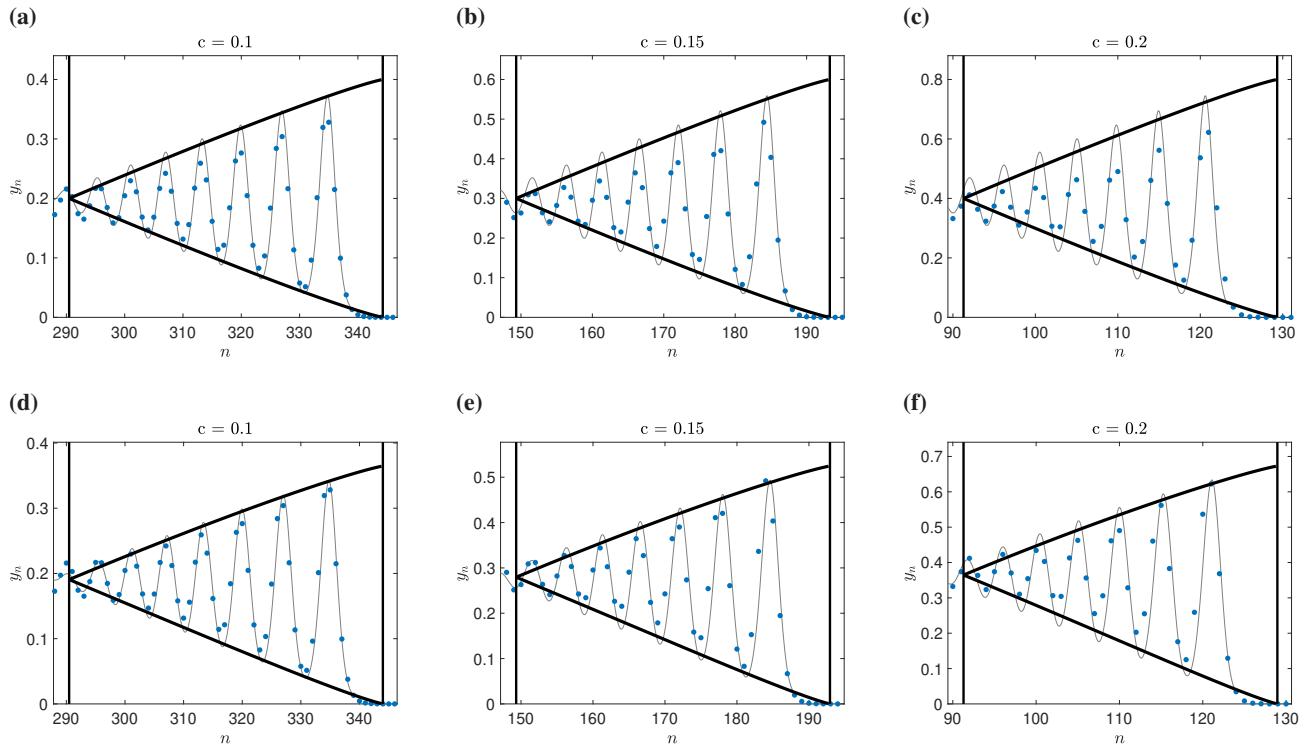 (a)
c = 0.1
0.4
0.3
0.2
0.1
0
y_n
290 300 310 320 330 340
n
(b)
c = 0.15
0.6
0.5
0.4
0.3
0.2
0.1
0
y_n
150 160 170 180 190
n
(c)
c = 0.2
0.8
0.6
0.4
0.2
0
y_n
90 100 110 120 130
n
(d)
c = 0.1
0.4
0.3
0.2
0.1
0
y_n
290 300 310 320 330 340
n
(e)
c = 0.15
0.5
0.4
0.3
0.2
0.1
0
y_n
150 160 170 180 190
n
(f)
c = 0.2
0.7
0.6
0.5
0.4
0.3
0.2
0.1
0
y_n
90 100 110 120 130
n